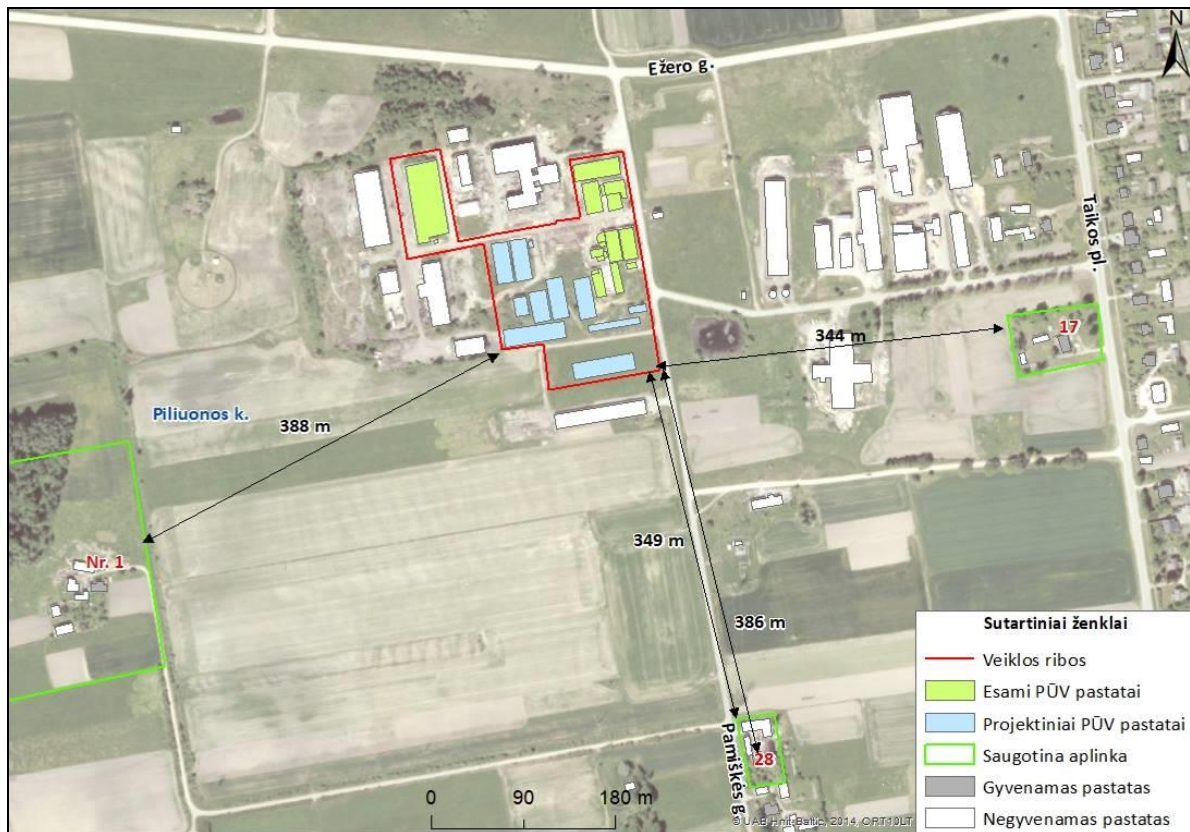 N
Ežero g.
Taikos pl.
17
344 m
Piliuonos k.
388 m
Nr. 1
349 m
386 m
Pamiškės g.
28
0 90 180 m
Sutartiniai ženklai
Veiklos ribos
Esami PŪV pastatai
Projektiniai PŪV pastatai
Saugotina aplinka
Gyvenamas pastatas
Negyvenamas pastatas
© UAB Hnit-Baltic, 2014, ORT10LT